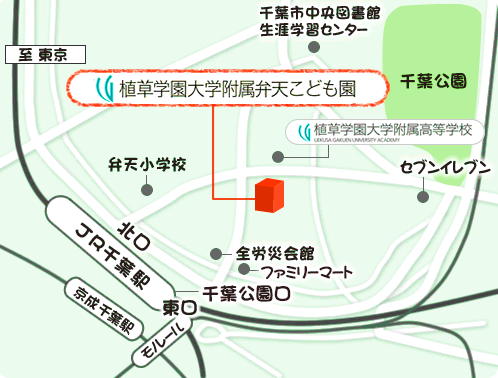 千葉市中央図書館
生涯学習センター
至 東京
千葉公園
植草学園大学附属弁天こども園
植草学園大学附属高等学校
UEKUSA GAKUEN UNIVERSITY ACADEMY
弁天小学校
セブンイレブン
北口
JR千葉駅
全労災会館
ファミリーマート
千葉公園口
東口
京成千葉駅
モノレール